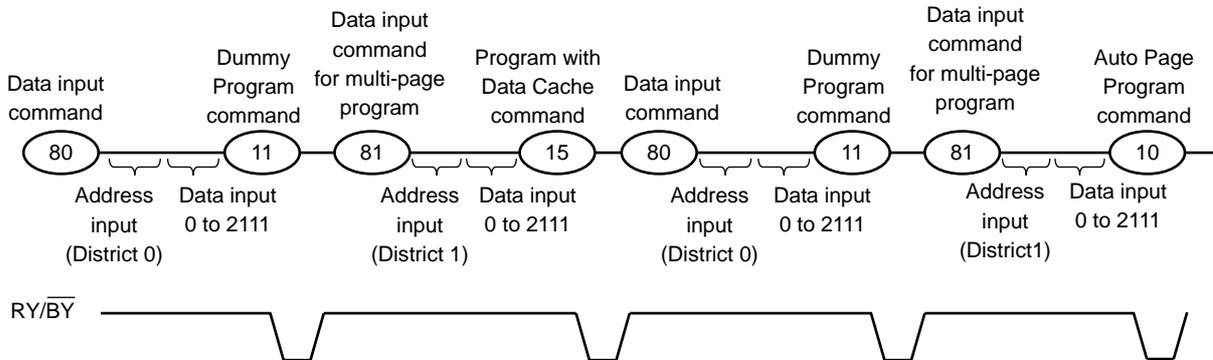 Data input
command
80
Address
input
(District 0)
Data input
0 to 2111
Dummy
Program
command
11
Data input
command
for multi-page
program
81
Address
input
(District 1)
Data input
0 to 2111
Program with
Data Cache
command
15
Data input
command
80
Address
input
(District 0)
Data input
0 to 2111
Dummy
Program
command
11
Data input
command
for multi-page
program
81
Address
input
(District1)
Data input
0 to 2111
Auto Page
Program
command
10
RY/BY